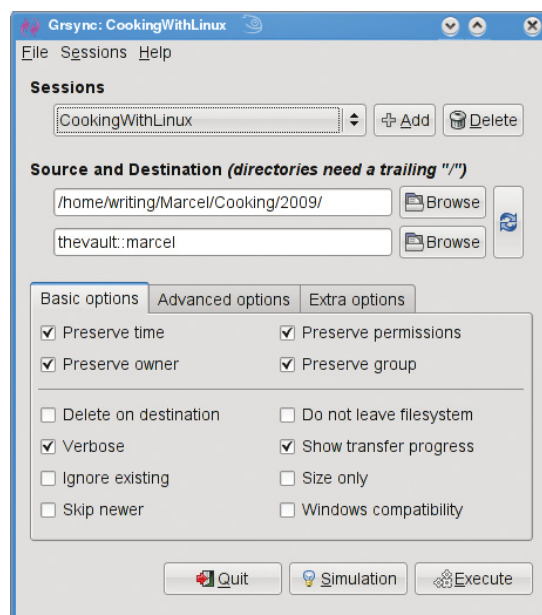 Grsync: CookingWithLinux
File Sessions Help
Sessions
CookingWithLinux Add Delete
Source and Destination (directories need a trailing "/")
/home/writing/Marcel/Cooking/2009/ Browse
thevault::marcel Browse
Basic options Advanced options Extra options
Preserve time Preserve permissions
Preserve owner Preserve group
Delete on destination Do not leave filesystem
Verbose Show transfer progress
Ignore existing Size only
Skip newer Windows compatibility
Quit Simulation Execute